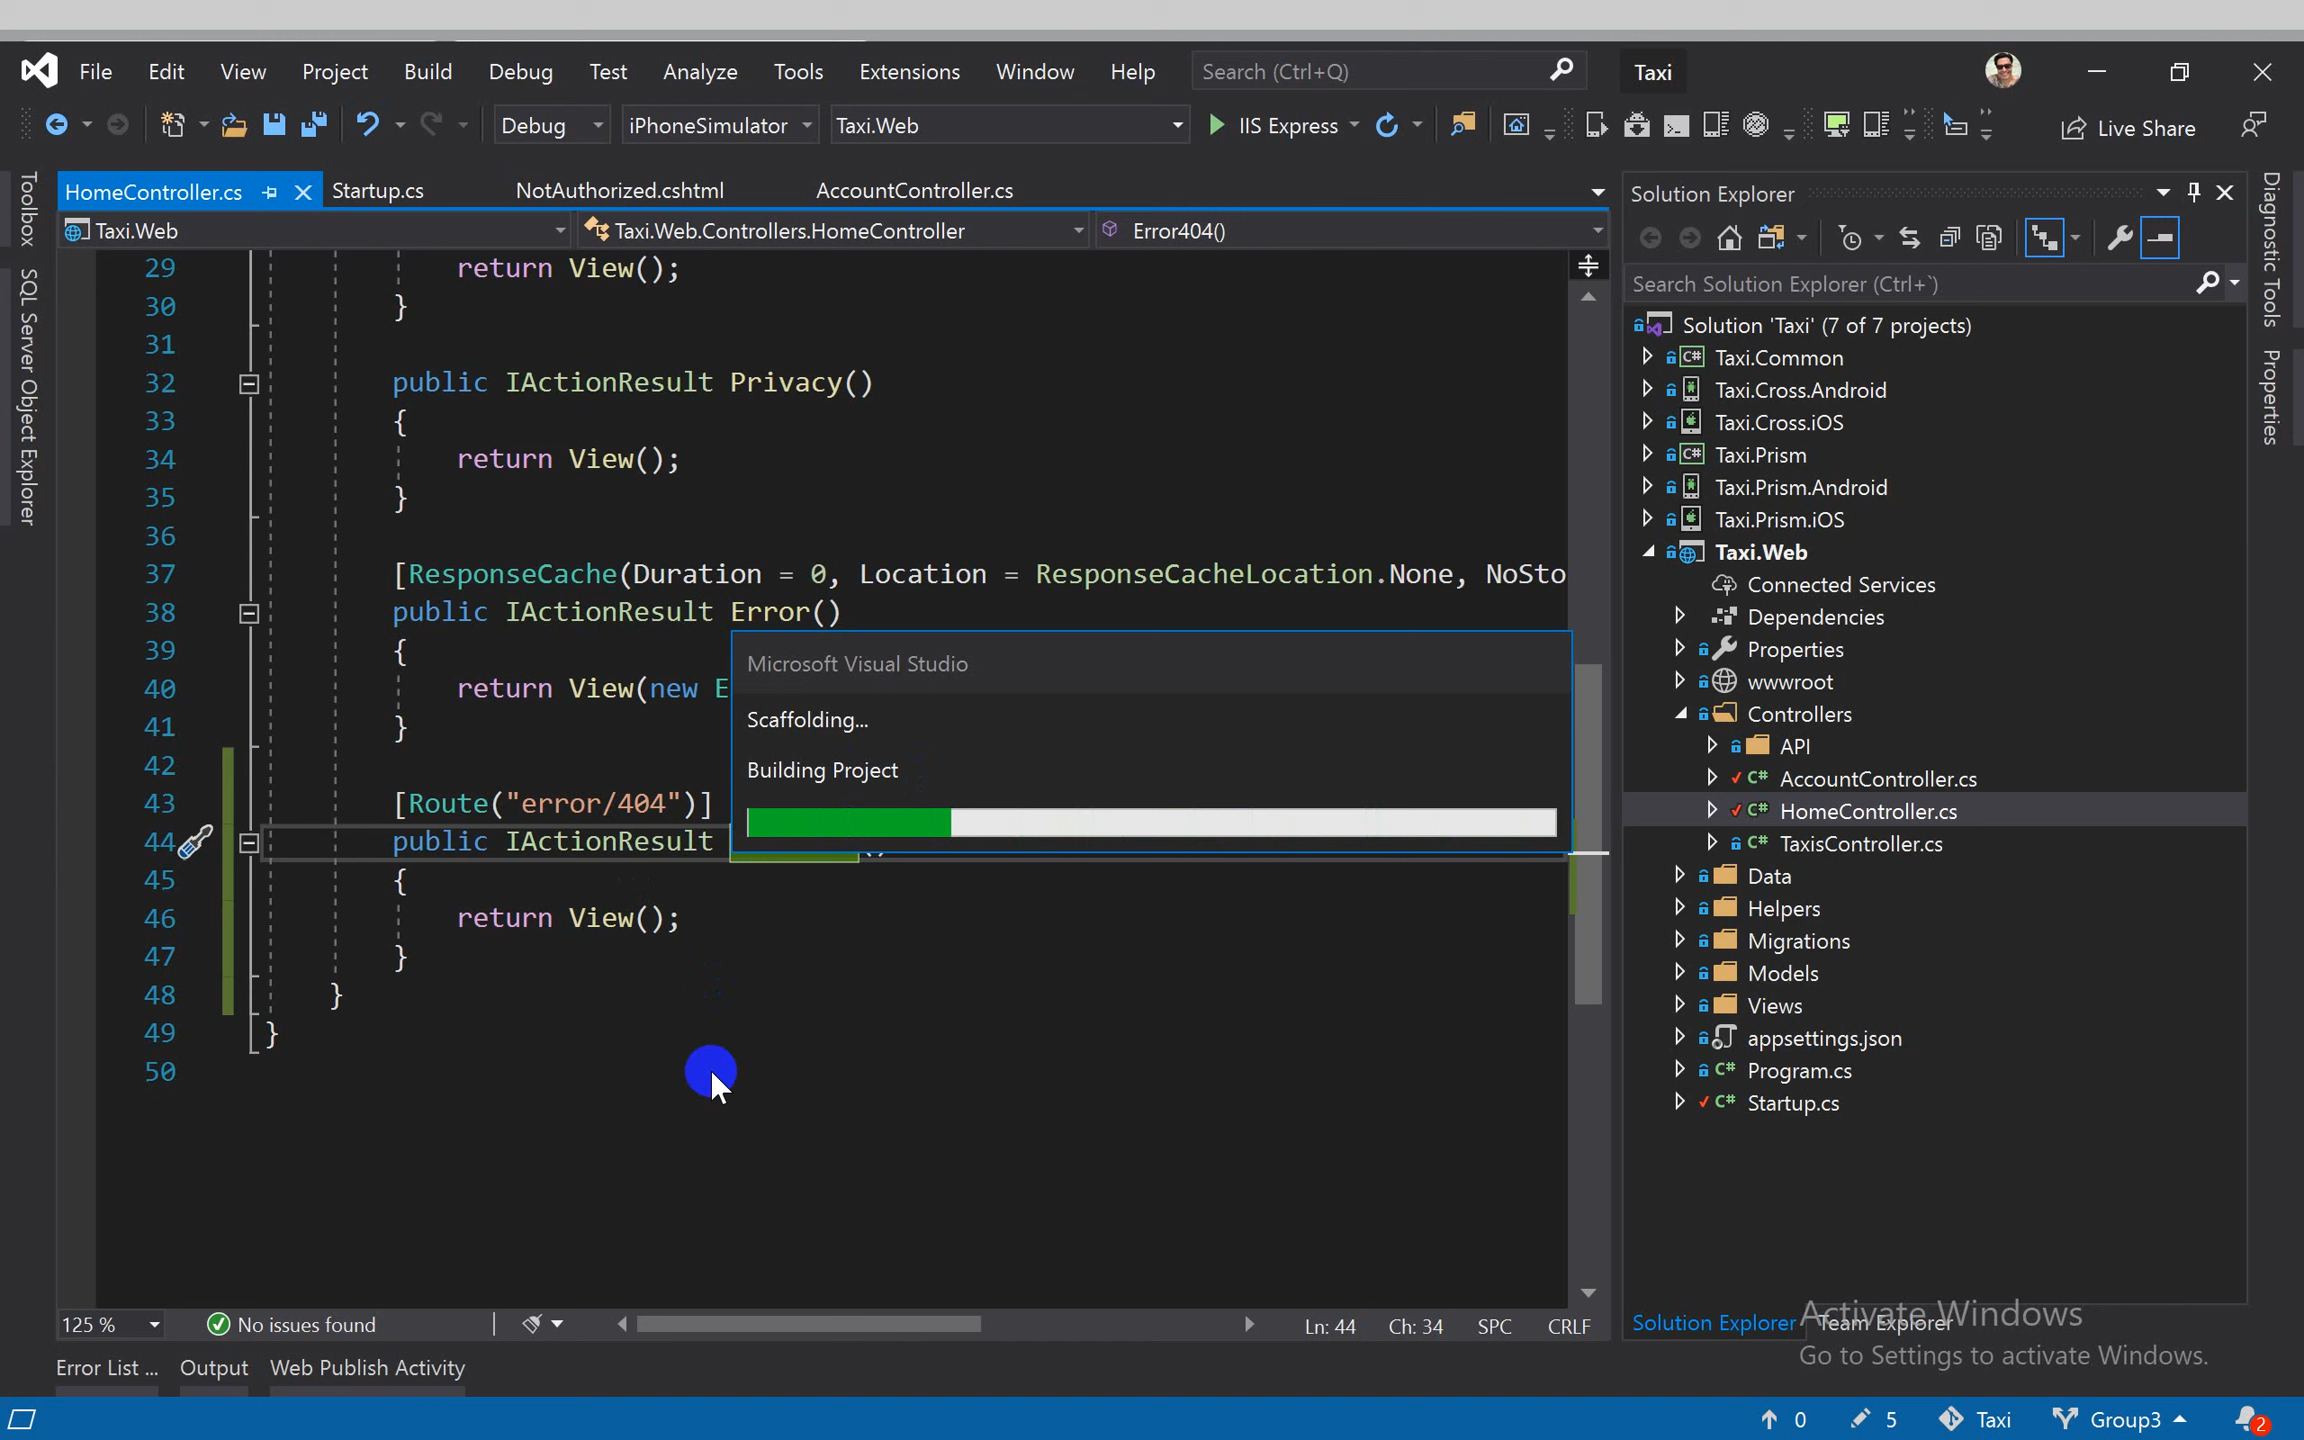 File Edit View Project Build Debug Test Analyze Tools Extensions Window Help Search (Ctrl+Q) Taxi
Debug iPhoneSimulator Taxi.Web IIS Express Live Share
Toolbox
SQL Server Object Explorer
HomeController.cs Startup.cs NotAuthorized.cshtml AccountController.cs
Taxi.Web Taxi.Web.Controllers.HomeController Error404()
29 return View();
30 }
31
32 public IActionResult Privacy()
33 {
34 return View();
35 }
36
37 [ResponseCache(Duration = 0, Location = ResponseCacheLocation.None, NoSto
38 public IActionResult Error()
39 {
40 return View(new E
41 }
42
43 [Route("error/404")]
44 public IActionResult
45 {
46 return View();
47 }
48 }
49 }
50
Microsoft Visual Studio
Scaffolding...
Building Project
125 % No issues found Ln: 44 Ch: 34 SPC CRLF
Error List ... Output Web Publish Activity
Solution Explorer
Search Solution Explorer (Ctrl+`)
Solution 'Taxi' (7 of 7 projects)
C# Taxi.Common
Taxi.Cross.Android
Taxi.Cross.iOS
C# Taxi.Prism
Taxi.Prism.Android
Taxi.Prism.iOS
Taxi.Web
Connected Services
Dependencies
Properties
wwwroot
Controllers
API
C# AccountController.cs
C# HomeController.cs
C# TaxisController.cs
Data
Helpers
Migrations
Models
Views
appsettings.json
C# Program.cs
C# Startup.cs
Solution Explorer Team Explorer
Activate Windows
Go to Settings to activate Windows.
Diagnostic Tools
Properties
0 5 Taxi Group3 2